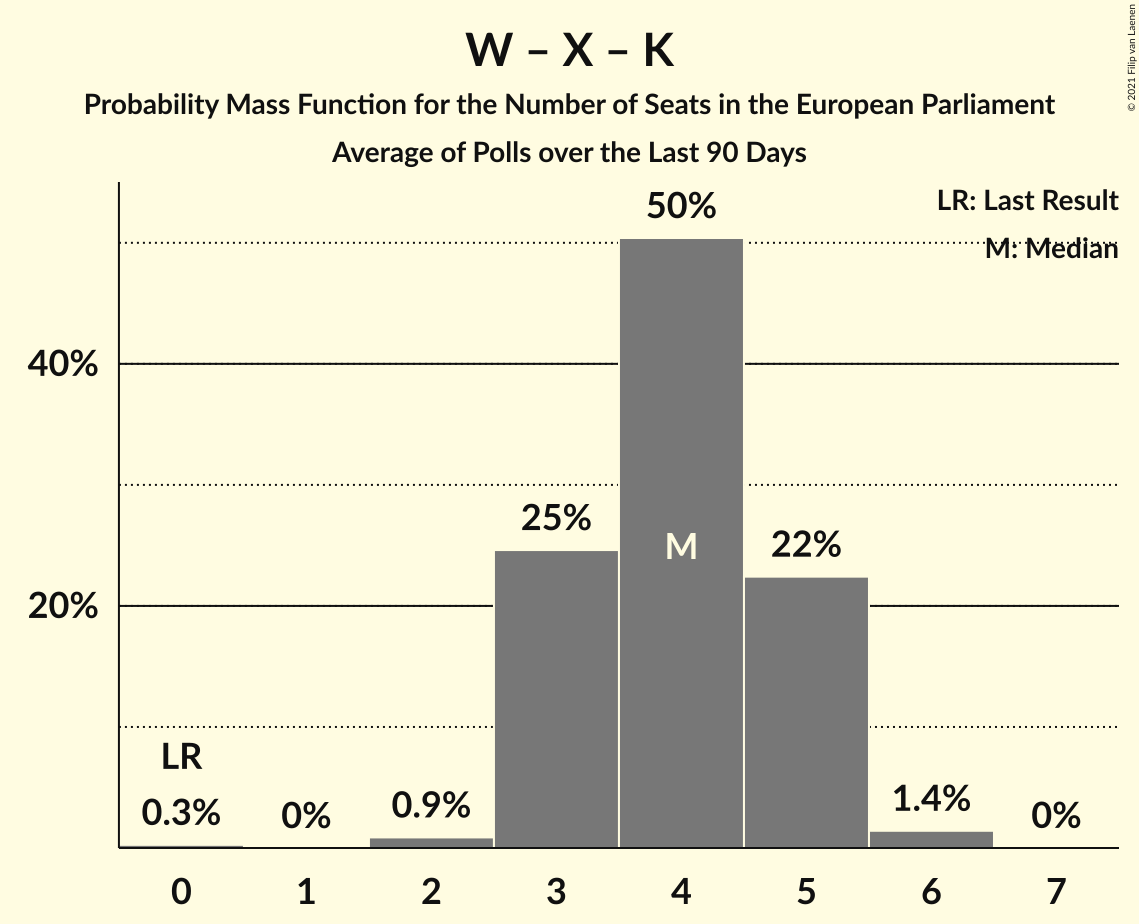 W – X – K
Probability Mass Function for the Number of Seats in the European Parliament
Average of Polls over the Last 90 Days
© 2021 Filip van Laenen
LR: Last Result
M: Median
50%
40%
25%
M
22%
20%
LR
0.3%
0%
0.9%
1.4%
0%
0 1 2 3 4 5 6 7